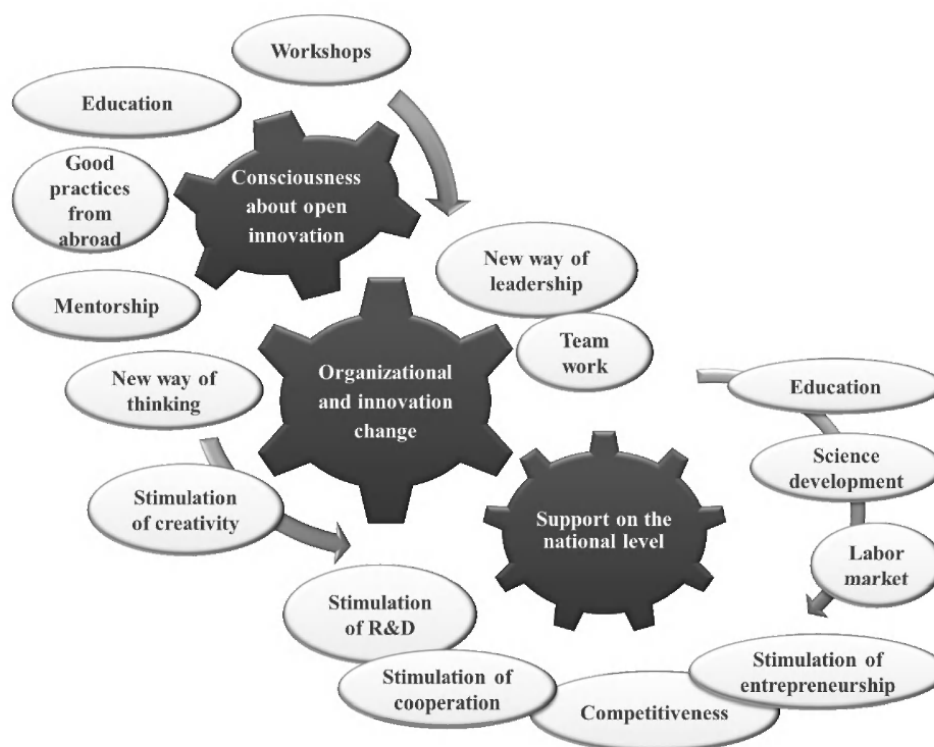 Workshops
Education
Good
practices
from
abroad
Mentorship
Consciousness
about open
innovation
New way of
leadership
Team
work
New way of
thinking
Organizational
and innovation
change
Stimulation
of creativity
Education
Science
development
Labor
market
Support on the
national level
Stimulation
of R&D
Stimulation of
cooperation
Competitiveness
Stimulation of
entrepreneurship